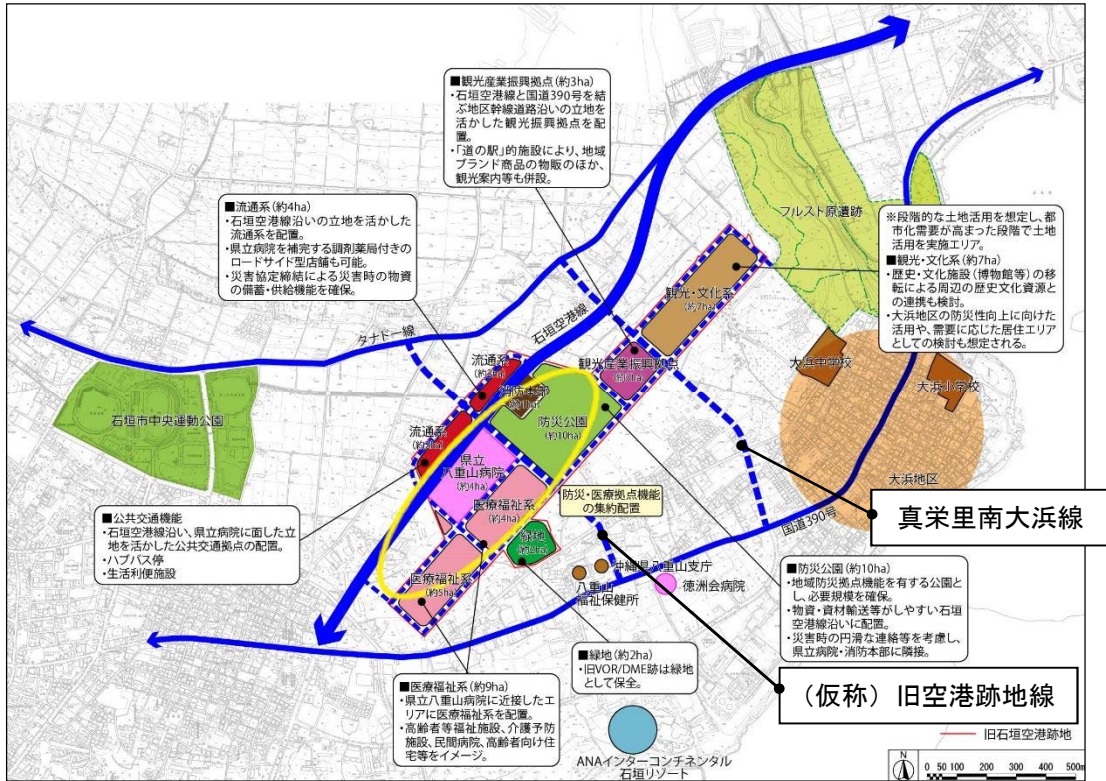 ■観光産業振興拠点(約3ha)
・石垣空港線と国道390号を結
ぶ地区幹線道路沿いの立地を
活かした観光振興拠点を配
置。
・「道の駅」的施設により、地域
ブランド商品の物販のほか、
観光案内等も併設。
■流通系(約4ha)
・石垣空港線沿いの立地を活かした
流通系を配置。
・県立病院を補完する調剤薬局付きの
ロードサイド型店舗も可能。
・災害協定締結による災害時の物資
の備蓄・供給機能を確保。
フルスト原遺跡
※段階的な土地活用を想定し、都
市化需要が高まった段階で土地
活用を実施エリア。
■観光・文化系(約7ha)
・歴史・文化施設(博物館等)の移
転による周辺の歴史文化資源と
の連携も検討。
・大浜地区の防災性向上に向けた
活用や、需要に応じた居住エリア
としての検討も想定される。
観光・文化系
(約7ha)
石垣空港線
タナドー線
流通系
観光産業振興拠点
(約3ha)
大浜中学校
大浜小学校
消防本部
(約1ha)
石垣市中央運動公園
流通系
防災公園
(約10ha)
県立
八重山病院
(約4ha)
大浜地区
医療福祉系
(約4ha)
防災・医療拠点機能
の集約配置
国道390号
真栄里南大浜線
■公共交通機能
・石垣空港線沿い、県立病院に面した立
地を活かした公共交通拠点の配置。
・ハブバス停
・生活利便施設
緑地
(約2ha)
沖縄県八重山支庁
八重山
福祉保健所
徳洲会病院
医療福祉系
(約5ha)
■防災公園(約10ha)
・地域防災拠点機能を有する公園と
し、必要規模を確保。
・物資・資材輸送等がしやすい石垣
空港線沿いに配置。
・災害時の円滑な連絡等を考慮し、
県立病院・消防本部に隣接。
■緑地(約2ha)
・旧VOR/DME跡は緑地
として保全。
■医療福祉系(約9ha)
・県立八重山病院に近接したエ
リアに医療福祉系を配置。
・高齢者等福祉施設、介護予防
施設、民間病院、高齢者向け住
宅等をイメージ。
(仮称)旧空港跡地線
ANAインターコンチネンタル
石垣リゾート
旧石垣空港跡地
N
0 50 100 200 300 400 500m